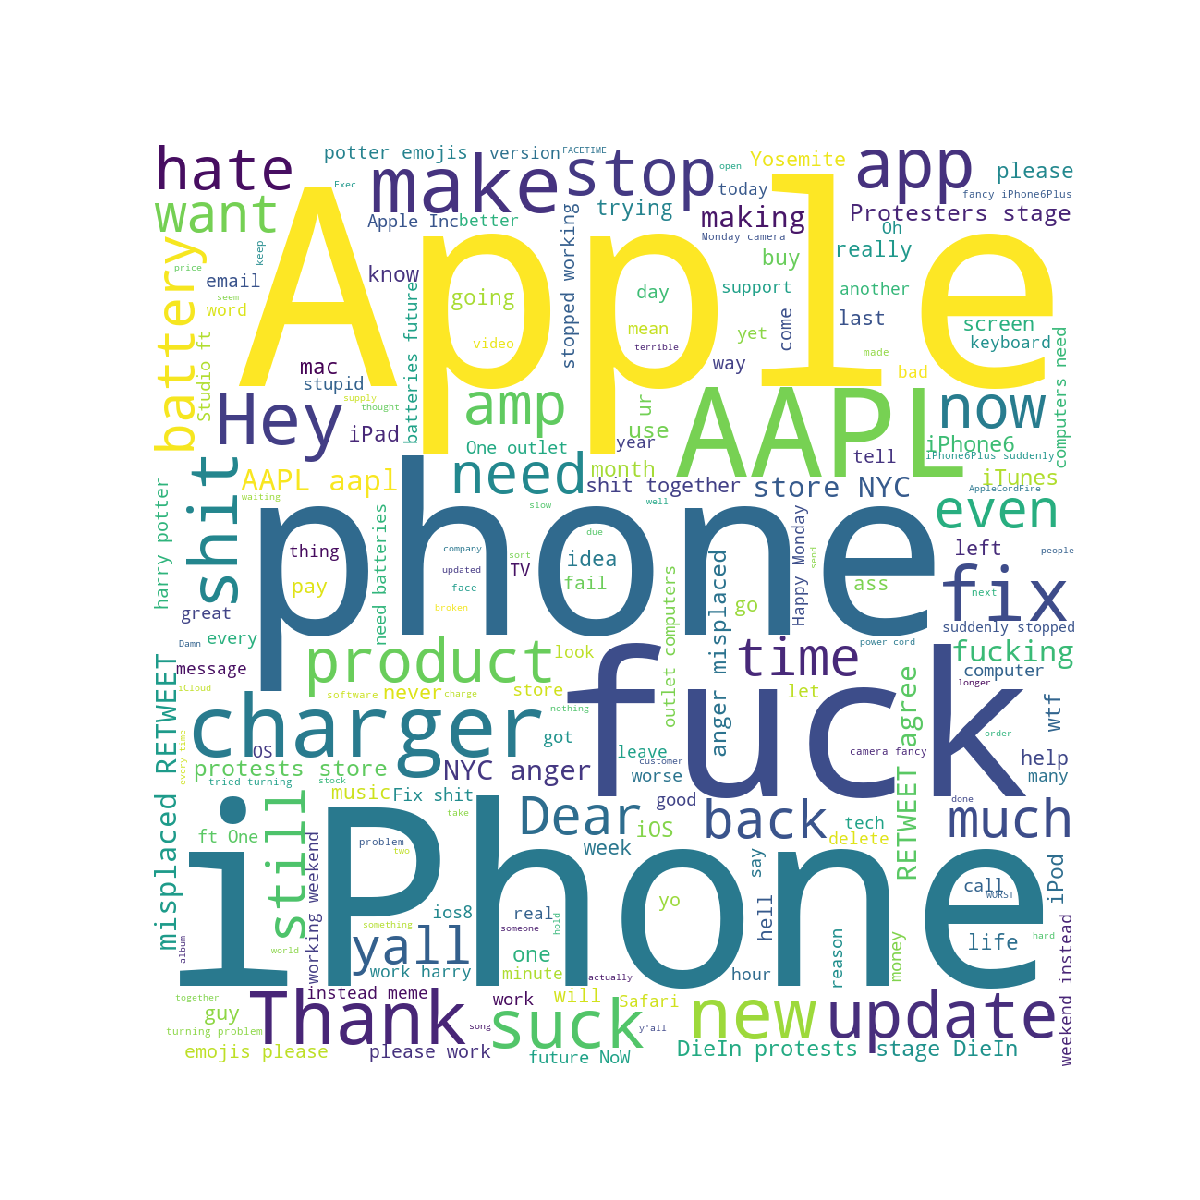 hate
potter emojis
version
FACETIME
make
stop
open
Yosemite
app
please
Exec
want
Apple Inc
better
trying
today
making
fancy iPhone6Plus
Protesters stage
Apple
battery
price
keep
email
seem
word
Studio ft
know
going
batteries future
stopped working
Monday camera
buy
Oh
really
day
support
another
mean
video
terrible
yet
come
last
screen
keyboard
way
made
bad
computers need
mac
stupid
supply
thought
Hey
iPad
amp
One outlet
ur
use
year
AAPL
now
iPhone6
iPhone6Plus suddenly
tell
need
month
shit together
store NYC
iTunes
AppleCordFire
AAPL aapl
waiting
shit
harry potter
slow
well
even
phone
thing
pay
need batteries
company
updated
face
broken
sort
TV
due
idea
fail
outlet computers
anger misplaced
go
Happy Monday
send
ass
left
people
fix
next
great
Damn
every
suddenly stopped
power cord
message
product
look
time
fucking
computer
longer
iCloud
software
never
charge
store
let
agree
wtf
misplaced RETWEET
charger
nothing
fuck
order
every time
OS
got
leave
camera fancy
help
many
protests store
tried turning
stock
NYC anger
customer
worse
music
Fix shit
good
done
take
still
Dear
iOS
back
tech
delete
much
ft One
week
problem
two
say
RETWEET
working weekend
iPhone
yo
call
WORST
iPod
ios8
real
someone
hold
hell
life
hard
something
yall
world
album
one
work harry
minute
actually
hour
reason
money
weekend instead
together
instead meme
guy
Thank
work
will
Safari
new
update
song
suck
y'all
turning problem
emojis please
please work
future NoW
DieIn protests
stage DieIn